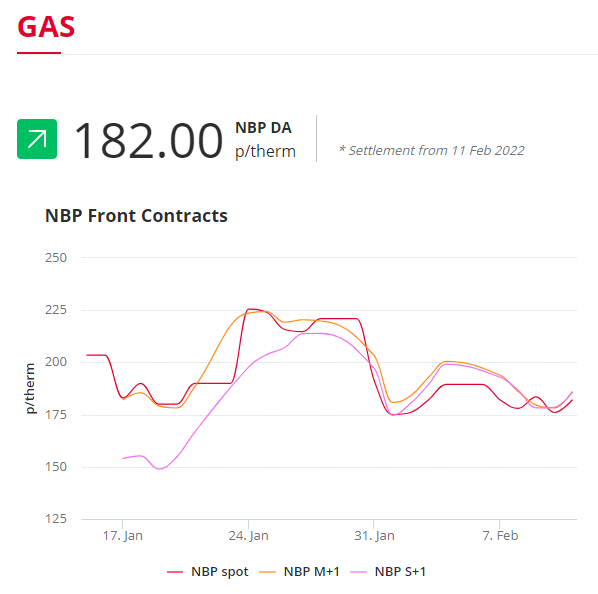 GAS
182.00
NBP DA
p/therm
* Settlement from 11 Feb 2022
NBP Front Contracts
250
225
200
175
150
125
p/therm
17. Jan 24. Jan 31. Jan 7. Feb
NBP spot NBP M+1 NBP S+1